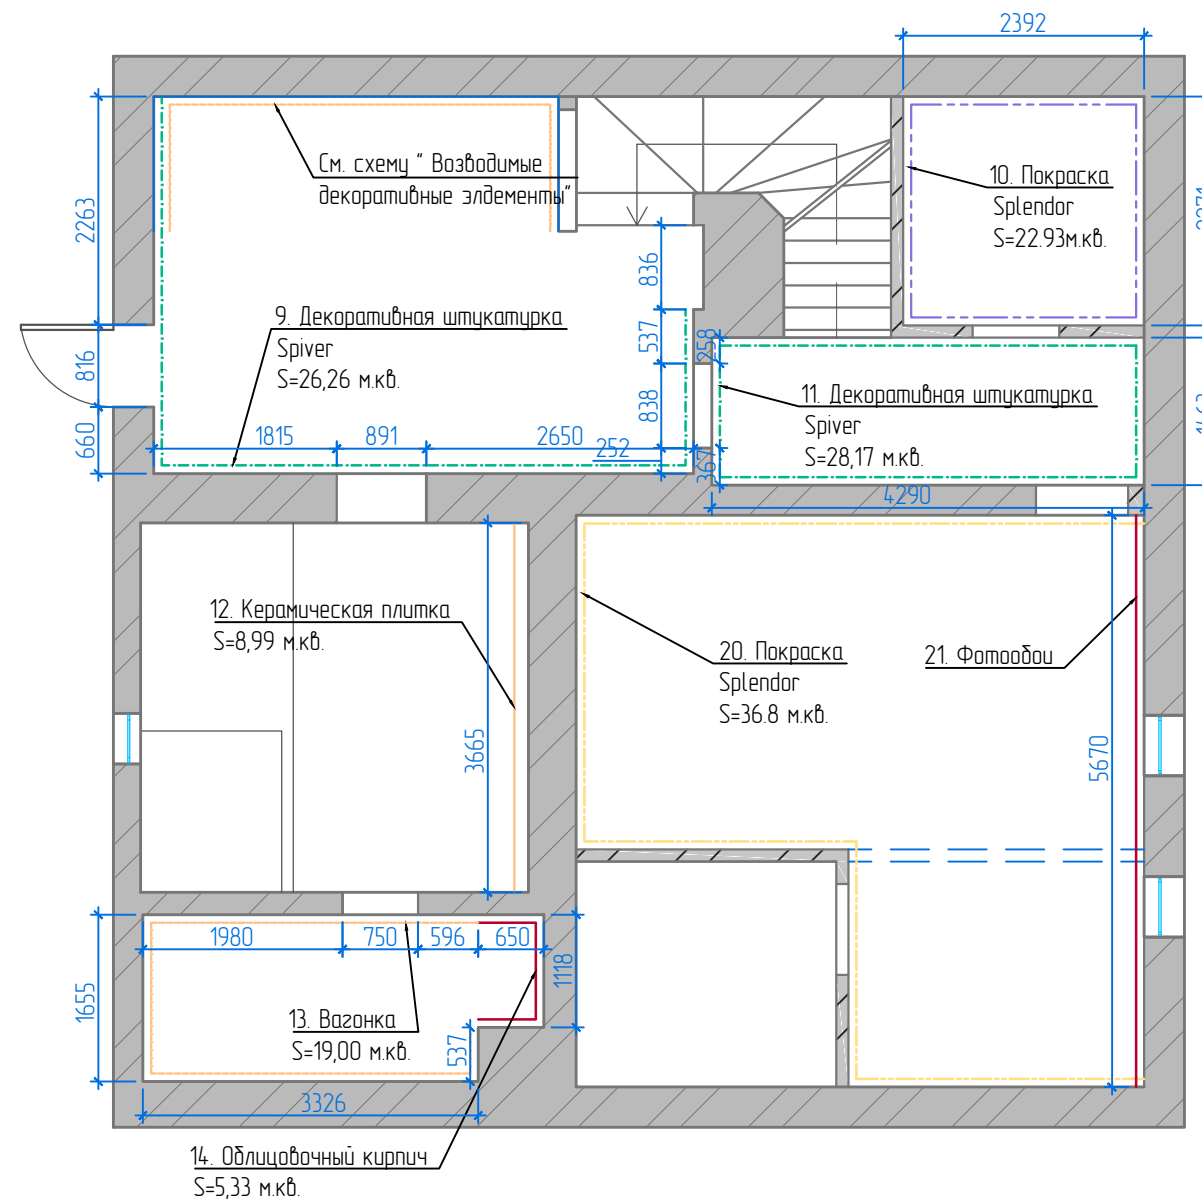 2392
См. схему " Возводимые
декоративные элдементы"
10. Покраска
Splendor
S=22.93м.кв.
2263
836
9. Декоративная штукатурка
Spiver
S=26,26 м.кв.
537
258
816
838
11. Декоративная штукатурка
Spiver
S=28,17 м.кв.
660
1815
891
2650
252
367
4290
12. Керамическая плитка
S=8,99 м.кв.
20. Покраска
Splendor
S=36.8 м.кв.
21. Фотообои
3665
5670
1980
750
596
650
1118
1655
13. Вагонка
S=19,00 м.кв.
537
3326
14. Облицовочный кирпич
S=5,33 м.кв.